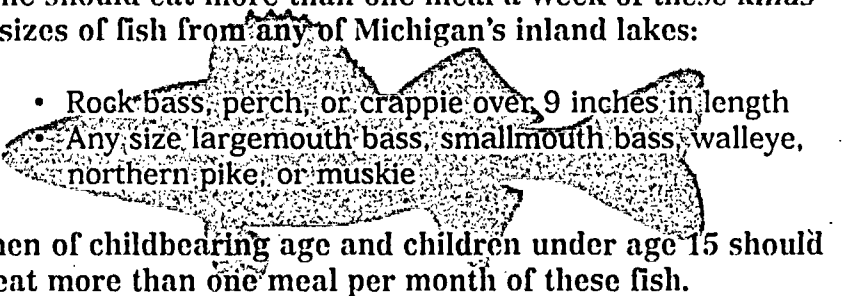 ne should eat more than one meal a week of these kinds
sizes of fish from any of Michigan's inland lakes:
• Rock bass, perch, or crappie over 9 inches in length
• Any size largemouth bass, smallmouth bass, walleye,
northern pike, or muskie
en of childbearing age and children under age 15 should
eat more than one meal per month of these fish.